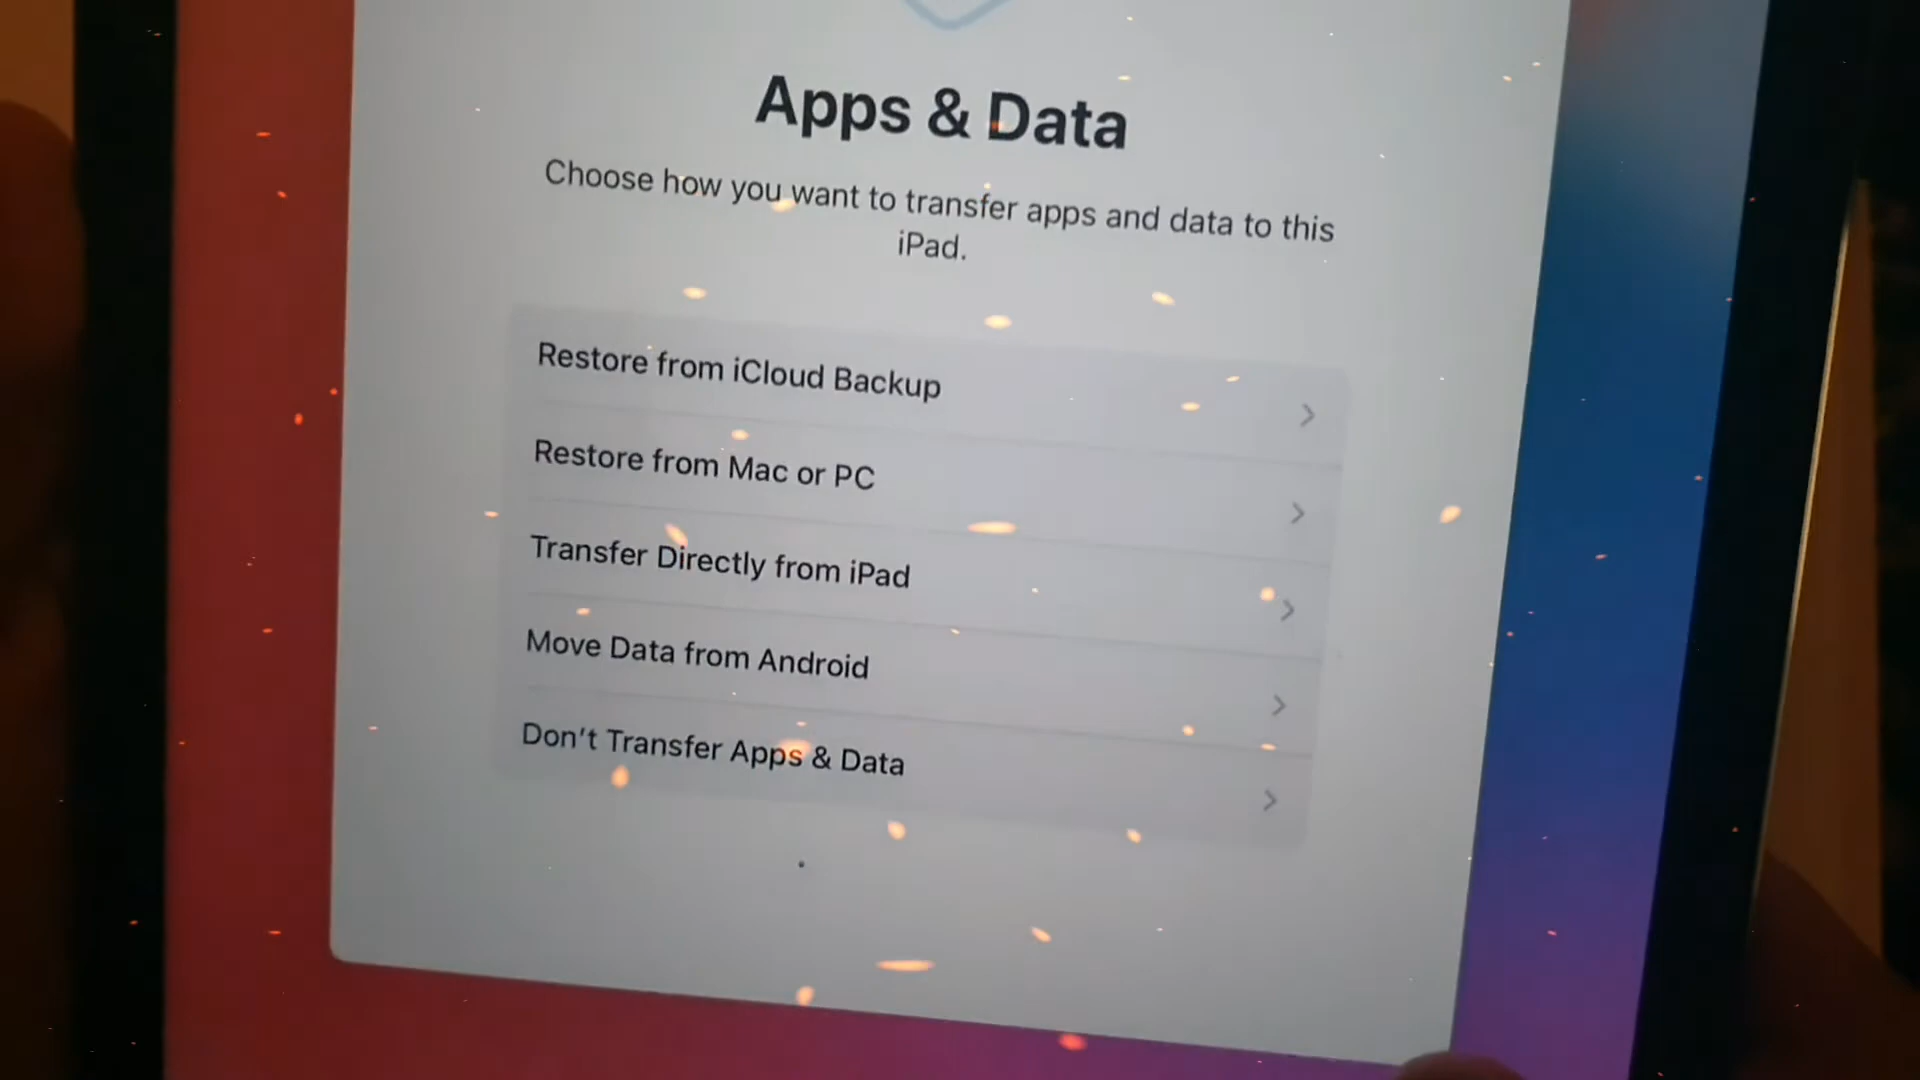 Apps & Data
Choose how you want to transfer apps and data to this
iPad.
Restore from iCloud Backup
Restore from Mac or PC
Transfer Directly from iPad
Move Data from Android
Don’t Transfer Apps & Data